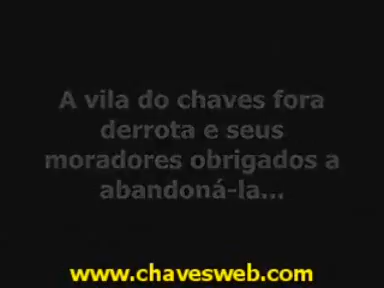 A vila do chaves fora
derrota e seus
moradores obrigados a
abandoná-la...
www.chavesweb.com